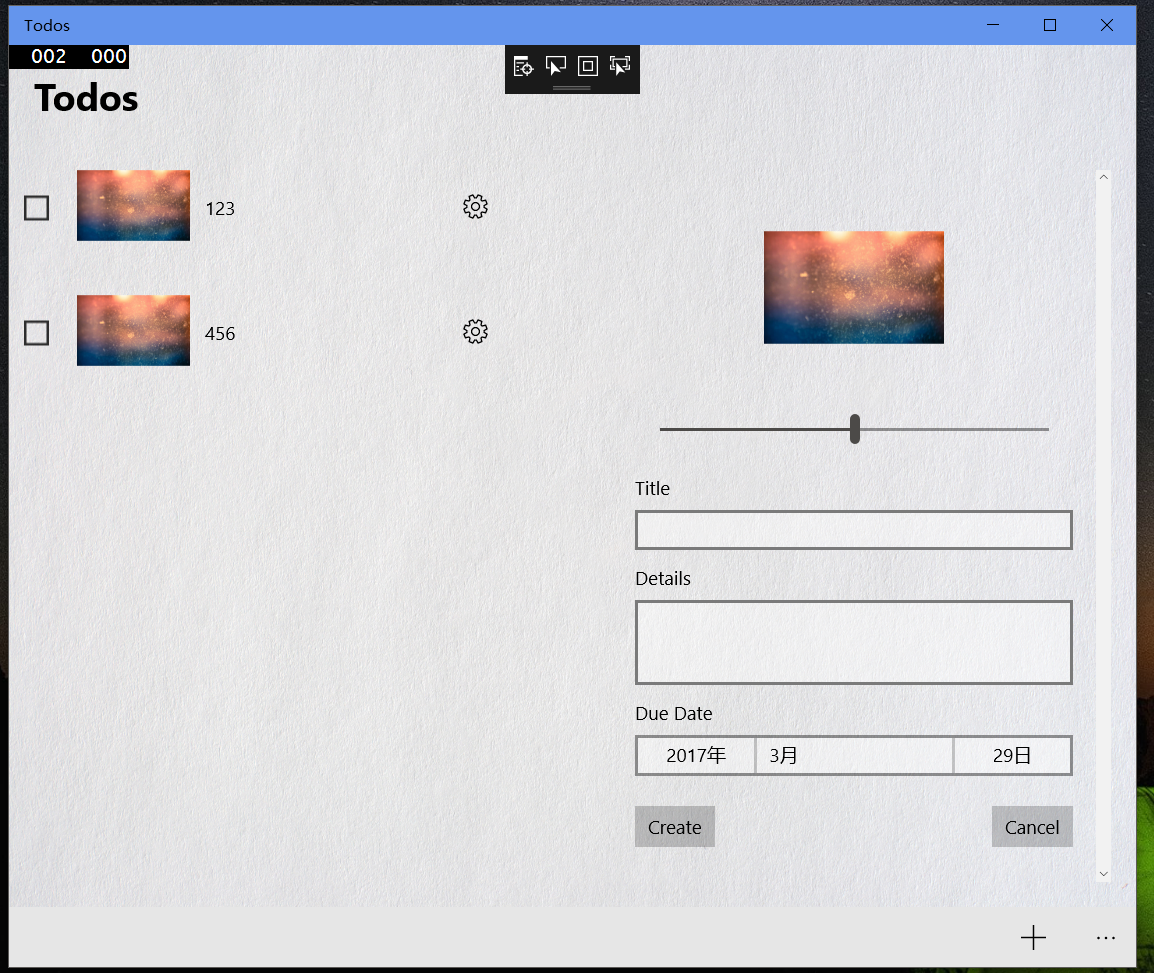 Todos
002 000
Todos
123
456
Title
Details
Due Date
2017年 3月 29日
Create Cancel